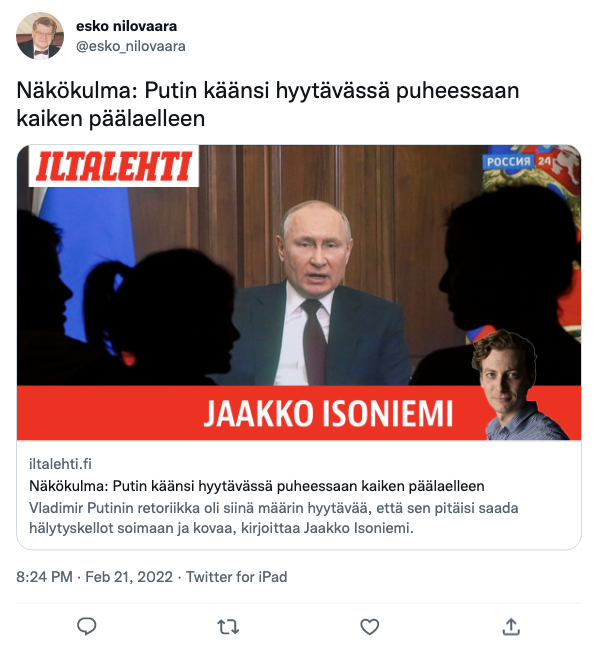 esko nilovaara
@esko_nilovaara
Näkökulma: Putin käänsi hyytävässä puheessaan
kaiken päälaelleen
ILTALEHTI
РОССИЯ 24
JAAKKO ISONIEMI
iltalehti.fi
Näkökulma: Putin käänsi hyytävässä puheessaan kaiken päälaelleen
Vladimir Putinin retoriikka oli siinä määrin hyytävää, että sen pitäisi saada
hälytyskellot soimaan ja kovaa, kirjoittaa Jaakko Isoniemi.
8:24 PM · Feb 21, 2022 · Twitter for iPad